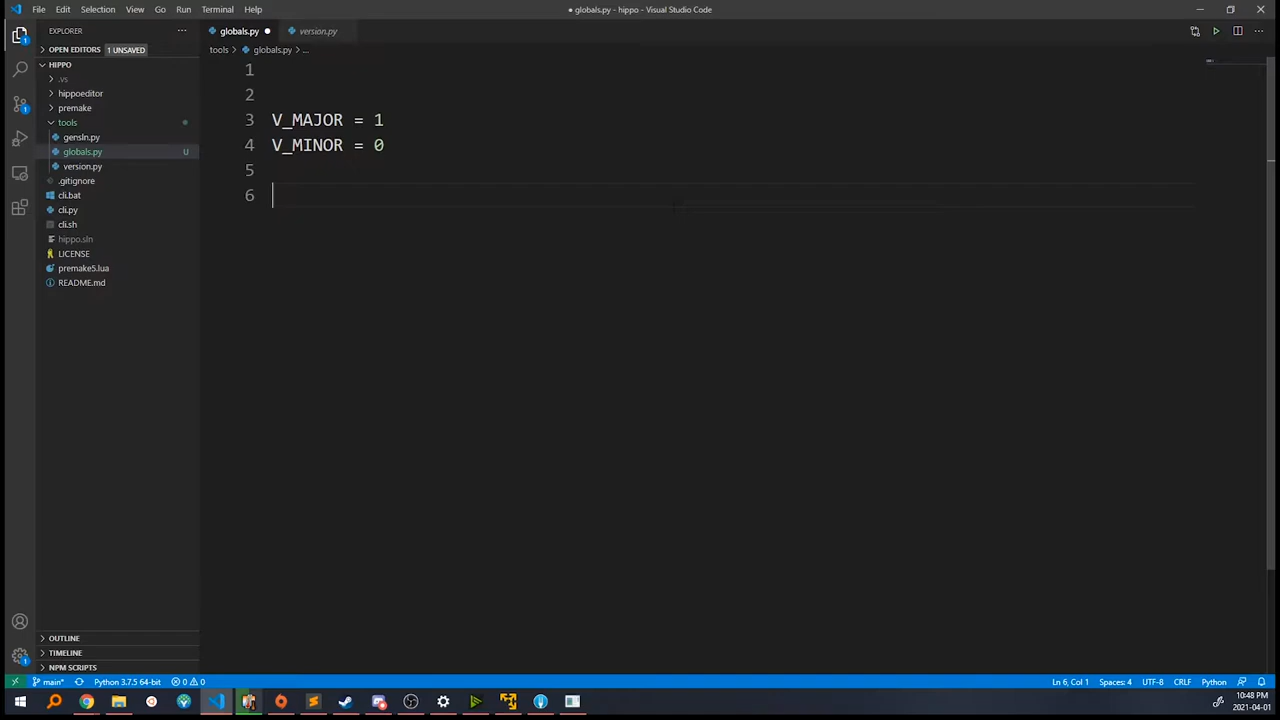 File Edit Selection View Go Run Terminal Help
● globals.py - hippo - Visual Studio Code
EXPLORER
globals.py ● version.py
OPEN EDITORS 1 UNSAVED
tools > globals.py > ...
HIPPO
.vs
hippoeditor
premake
tools
gensln.py
globals.py U
version.py
.gitignore
cli.bat
cli.py
cli.sh
hippo.sln
LICENSE
premake5.lua
README.md
1
2
3 V_MAJOR = 1
4 V_MINOR = 0
5
6
OUTLINE
TIMELINE
NPM SCRIPTS
main* Python 3.7.5 64-bit 0 0 Ln 6, Col 1 Spaces: 4 UTF-8 CRLF Python
10:48 PM
2021-04-01